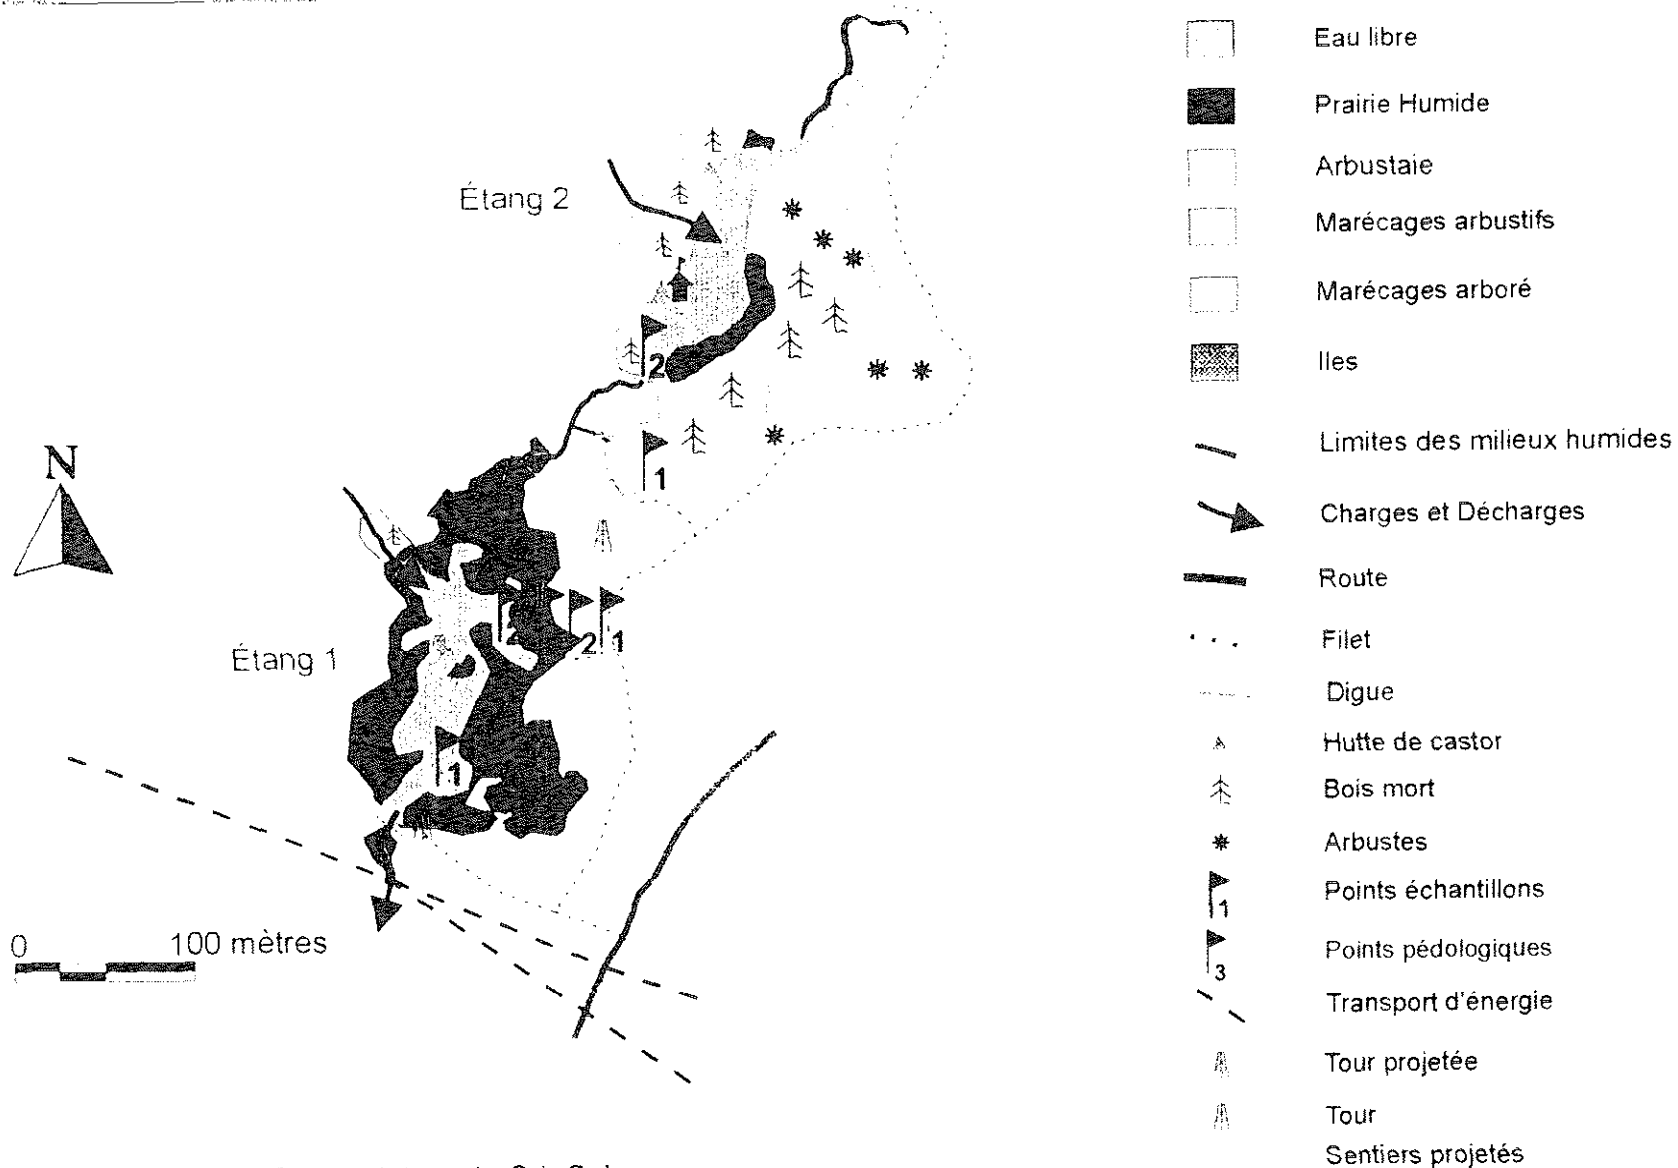 Eau libre
Prairie Humide
Arbustaie
Étang 2
Marécages arbustifs
Marécages arboré
Iles
2
Limites des milieux humides
N
1
Charges et Décharges
Route
2 1
Filet
Étang 1
Digue
Hutte de castor
1
Bois mort
Arbustes
Points échantillons
1
0 100 mètres
Points pédologiques
3
Transport d'énergie
Tour projetée
Tour
Sentiers projetés